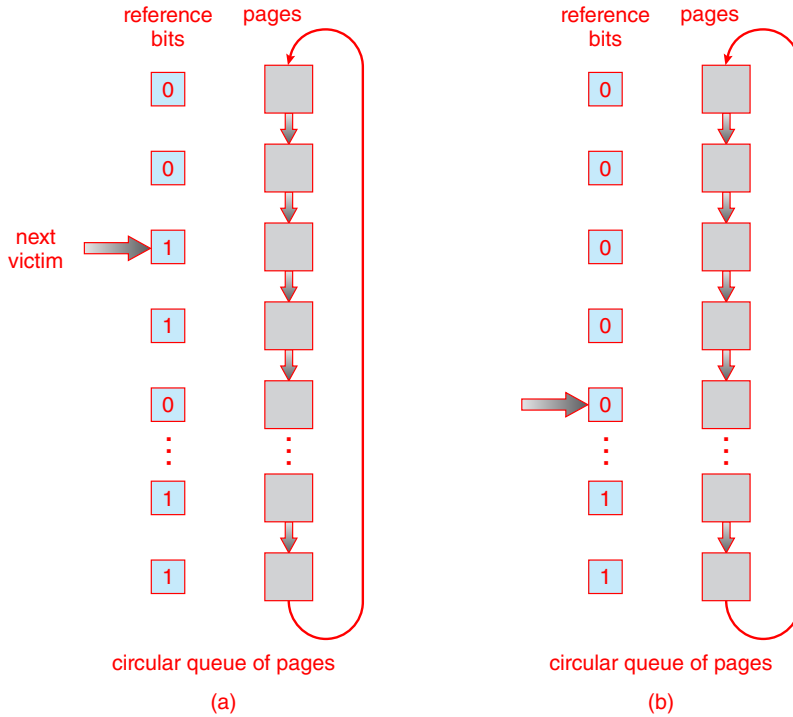 reference bits
pages
0
0
next victim
1
1
0
1
1
circular queue of pages
(a)
reference bits
pages
0
0
0
0
0
1
1
circular queue of pages
(b)